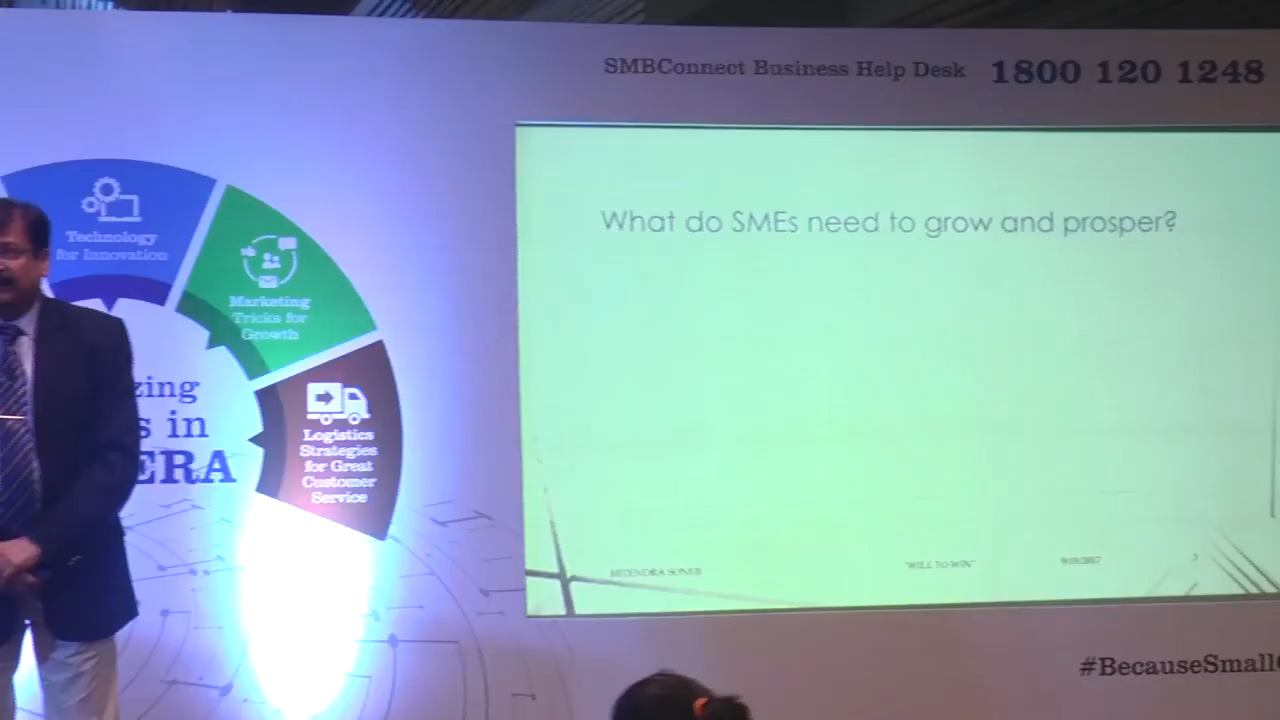 SMBConnect Business Help Desk 1800 120 1248
What do SMEs need to grow and prosper?
Technology
for Innovation
Marketing
Tricks for
Growth
zing
s in
ERA
Logistics
Strategies
for Great
Customer
Service
"WILL TO WIN"
3
#BecauseSmall